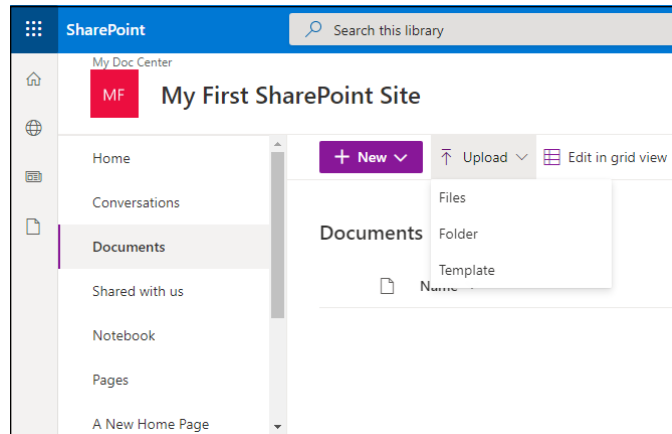 SharePoint
Search this library
My Doc Center
MF
My First SharePoint Site
Home
Conversations
Documents
Shared with us
Notebook
Pages
A New Home Page
New
Upload
Edit in grid view
Files
Folder
Template
Documents
Name